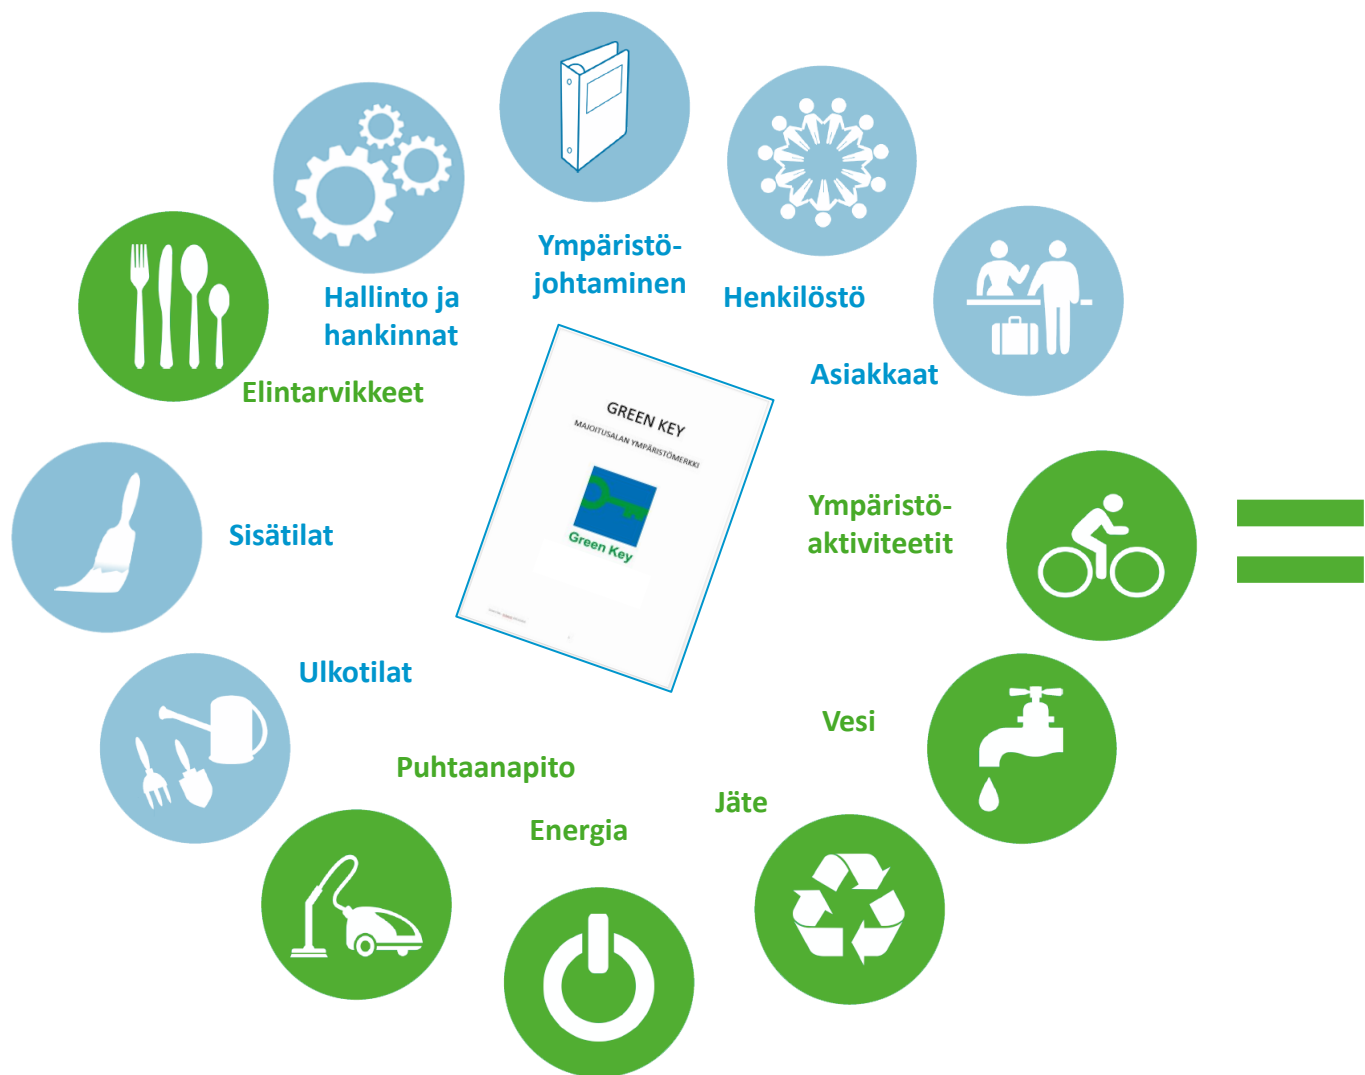 Ympäristö-
johtaminen
Henkilöstö
Hallinto ja
hankinnat
Asiakkaat
Elintarvikkeet
GREEN KEY
MAJOITUSALAN YMPÄRISTÖMERKKI
Green Key
Ympäristö-
aktiviteetit
Sisätilat
Ulkotilat
Vesi
Puhtaanapito
Jäte
Energia